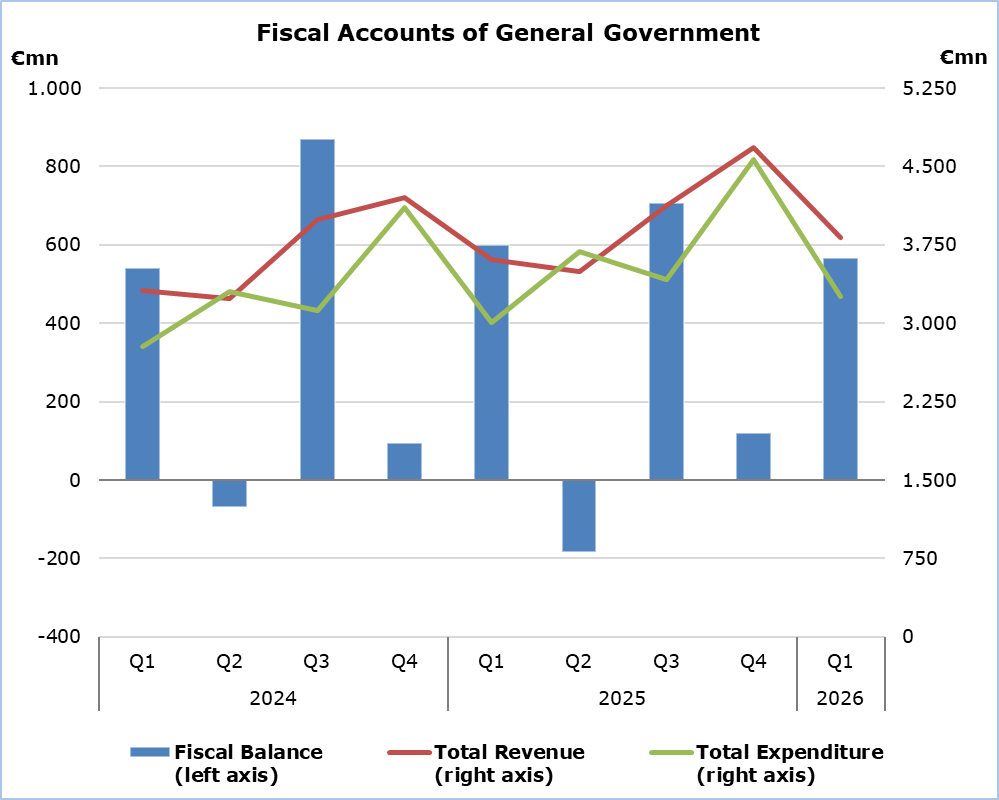 Fiscal Accounts of General Government
€mn
€mn
1.000
5.250
800
4.500
600
3.750
400
3.000
200
2.250
0
1.500
-200
750
-400
0
Q1 Q2 Q3 Q4 Q1 Q2 Q3 Q4 Q1
2024 2025 2026
Fiscal Balance
(left axis)
Total Revenue
(right axis)
Total Expenditure
(right axis)